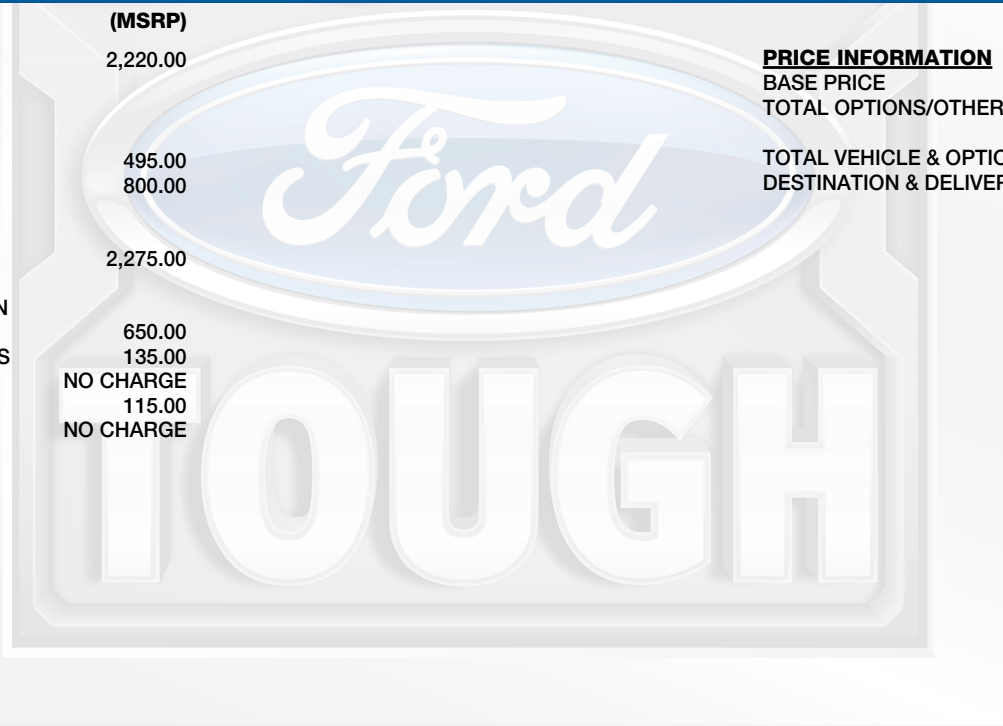 (MSRP)
2,220.00
495.00
800.00
2,275.00
N
650.00
S 135.00
NO CHARGE
115.00
NO CHARGE
PRICE INFORMATION
BASE PRICE
TOTAL OPTIONS/OTHER
TOTAL VEHICLE & OPTIO
DESTINATION & DELIVER
Ford
TOUGH